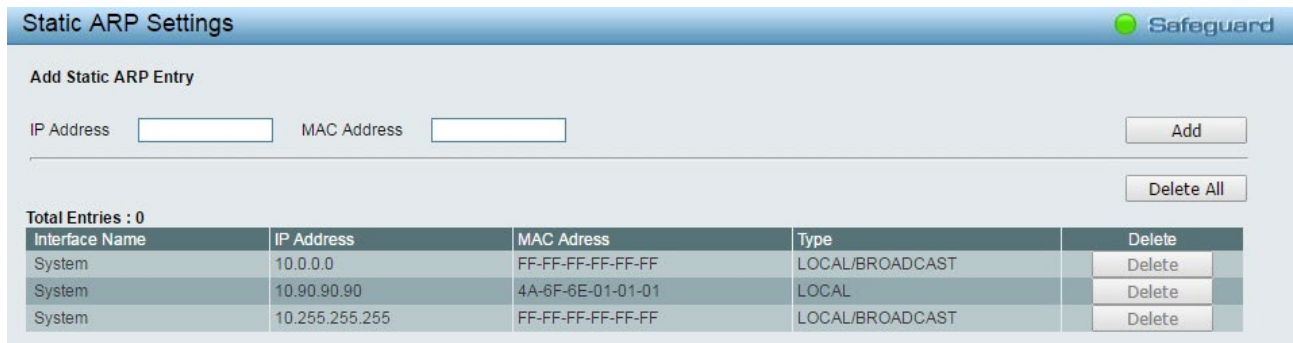 Static ARP Settings Safeguard
Add Static ARP Entry
IP Address MAC Address Add
Delete All
Total Entries : 0
Interface Name IP Address MAC Adress Type Delete
System 10.0.0.0 FF-FF-FF-FF-FF-FF LOCAL/BROADCAST Delete
System 10.90.90.90 4A-6F-6E-01-01-01 LOCAL Delete
System 10.255.255.255 FF-FF-FF-FF-FF-FF LOCAL/BROADCAST Delete